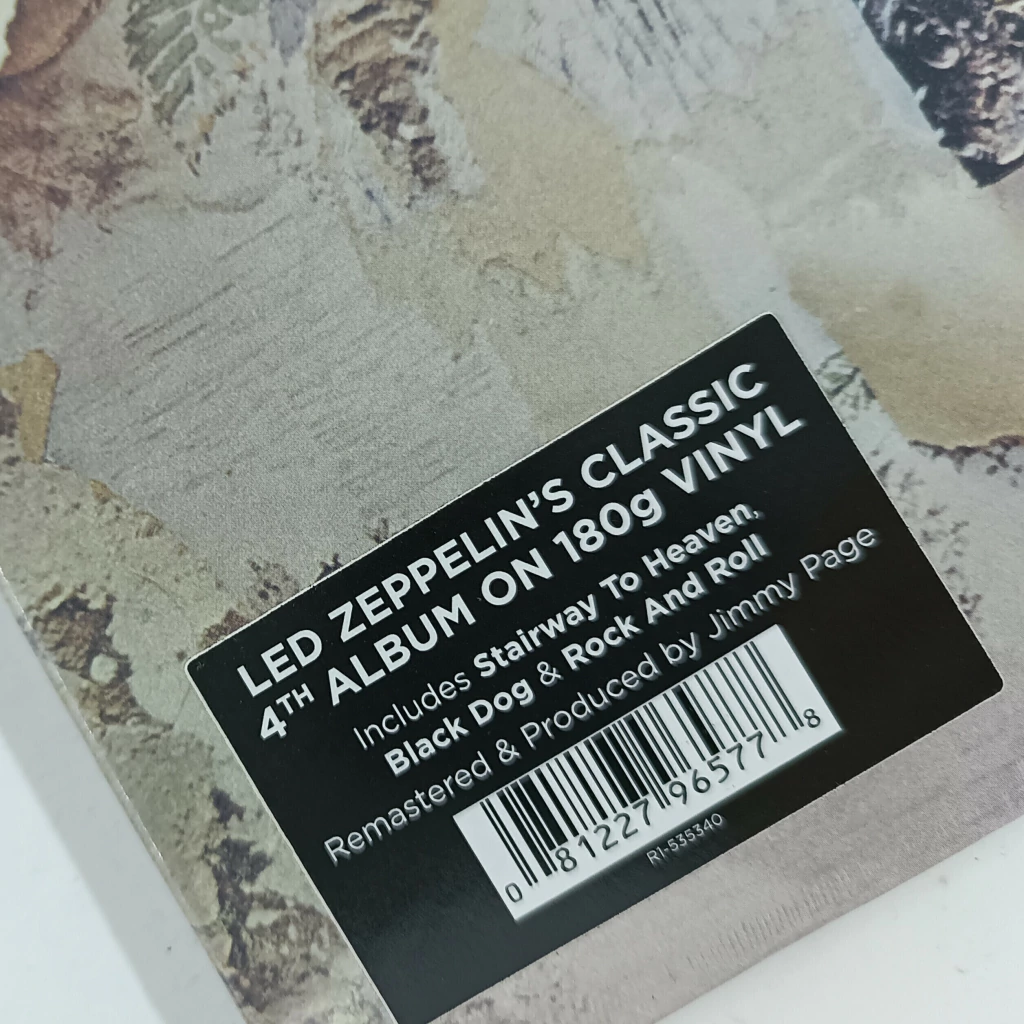 LED ZEPPELIN'S CLASSIC
4TH ALBUM ON 180g VINYL
Includes Stairway To Heaven,
Black Dog & Rock And Roll
Remastered & Produced by Jimmy Page
0 81227 96577 8
R1-535340